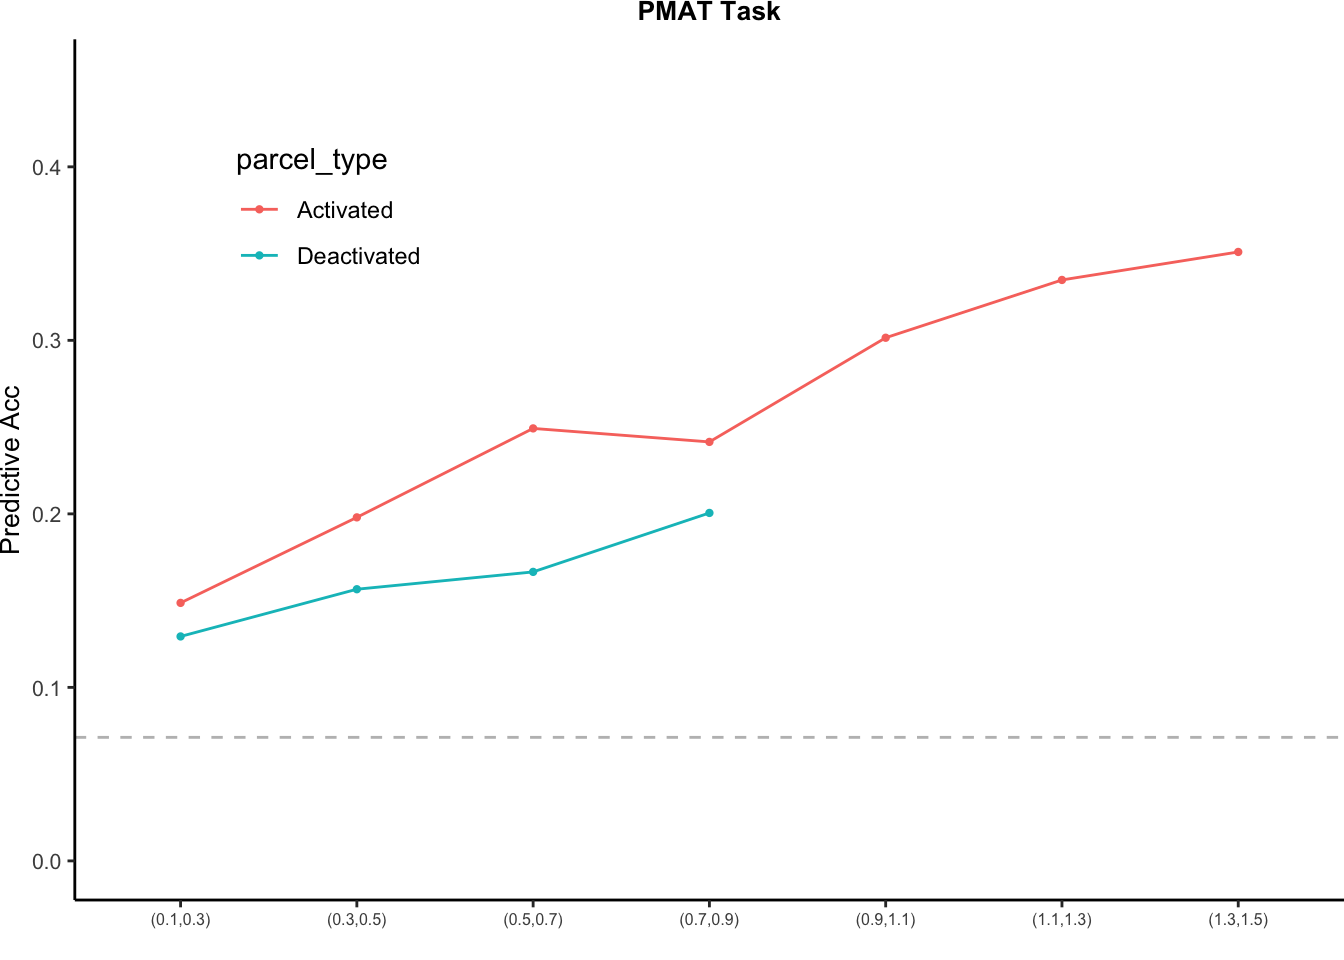 PMAT Task
Predictive Acc
0.4
0.3
0.2
0.1
0.0
parcel_type
Activated
Deactivated
(0.1,0.3) (0.3,0.5) (0.5,0.7) (0.7,0.9) (0.9,1.1) (1.1,1.3) (1.3,1.5)